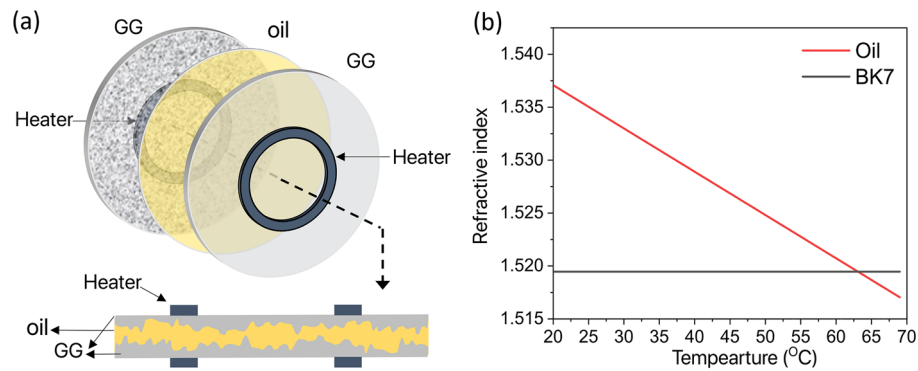 (a)
GG
oil
GG
Heater
Heater
Heater
oil
GG
(b)
1.540
1.535
1.530
1.525
1.520
1.515
Refractive index
Oil
BK7
20 25 30 35 40 45 50 55 60 65 70
Tempearture (°C)